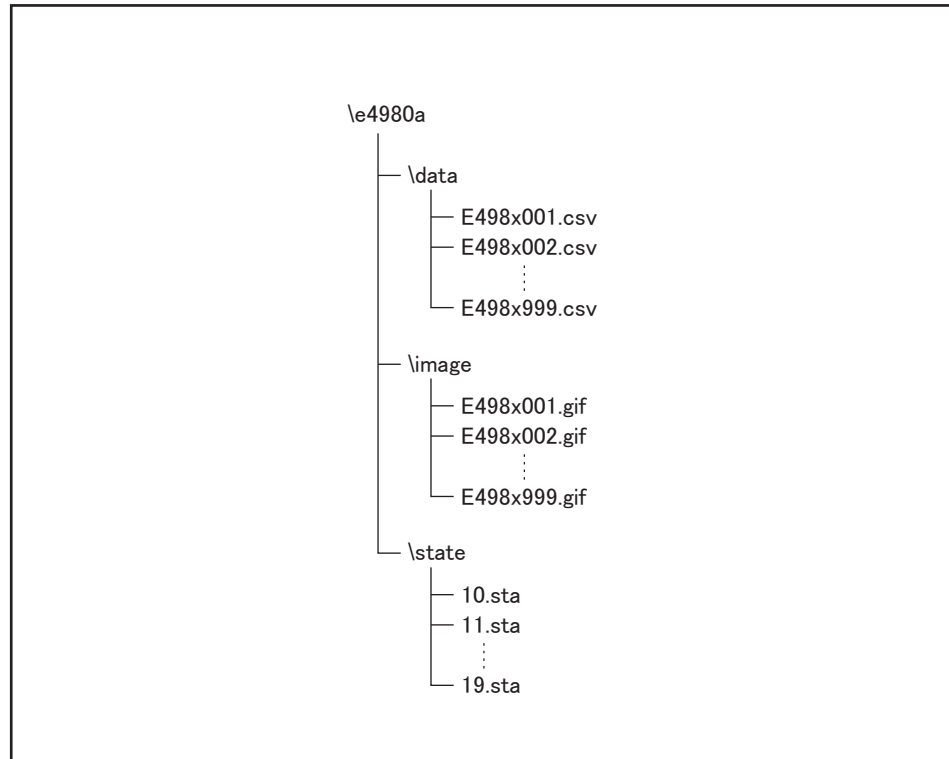 \e4980a
\data
E498x001.csv
E498x002.csv
E498x999.csv
\image
E498x001.gif
E498x002.gif
E498x999.gif
\state
10.sta
11.sta
19.sta